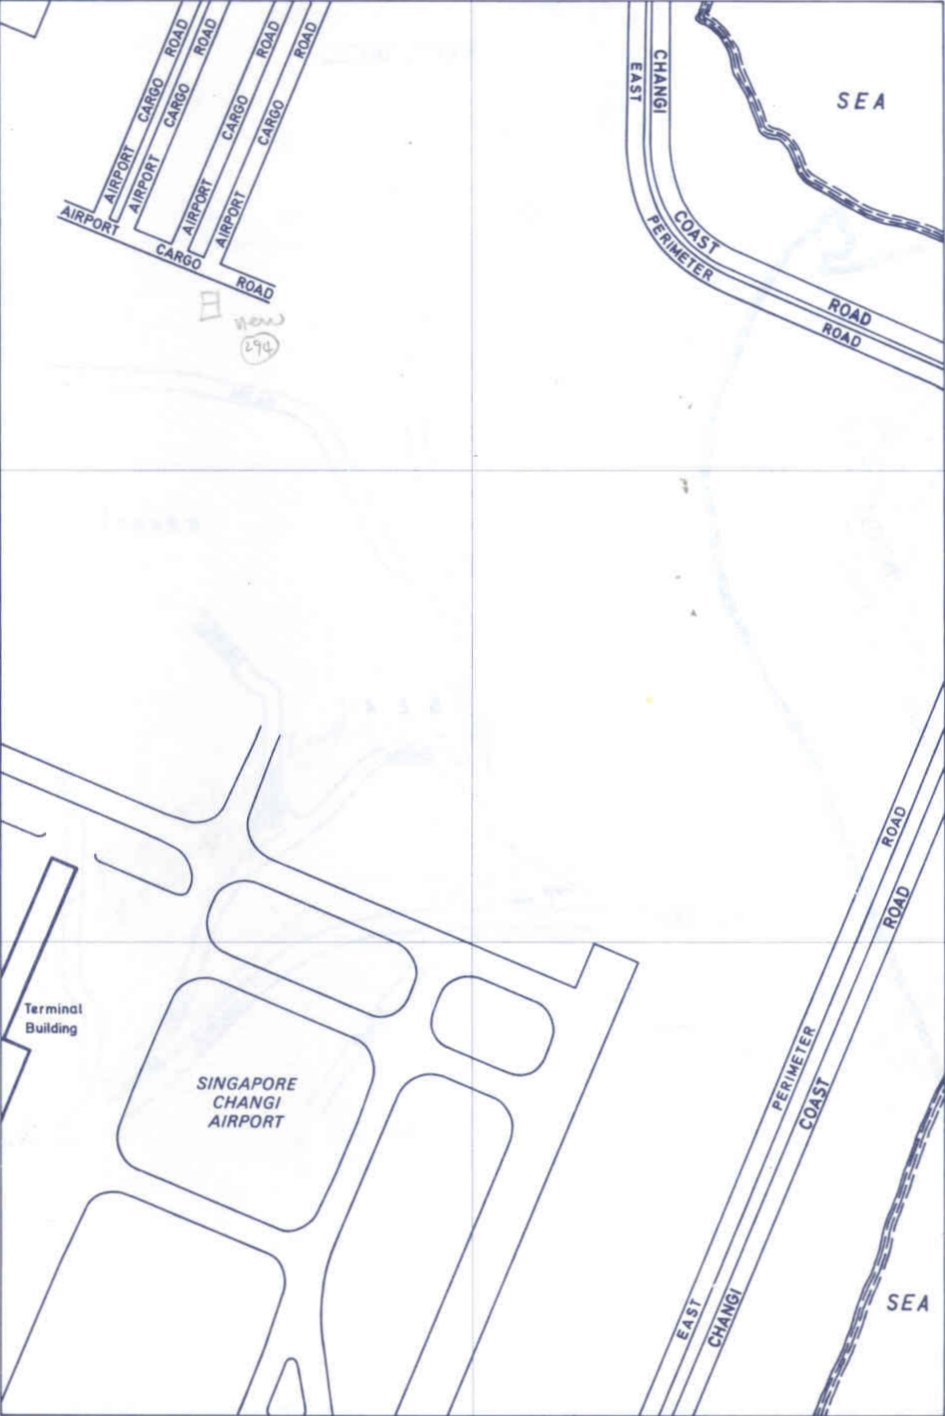 AIRPORT CARGO ROAD
AIRPORT CARGO ROAD
AIRPORT CARGO ROAD
AIRPORT CARGO ROAD
AIRPORT CARGO ROAD
new
294
EAST PERIMETER ROAD
CHANGI COAST ROAD
SEA
EAST PERIMETER ROAD
CHANGI COAST ROAD
Terminal
Building
SINGAPORE
CHANGI
AIRPORT
SEA